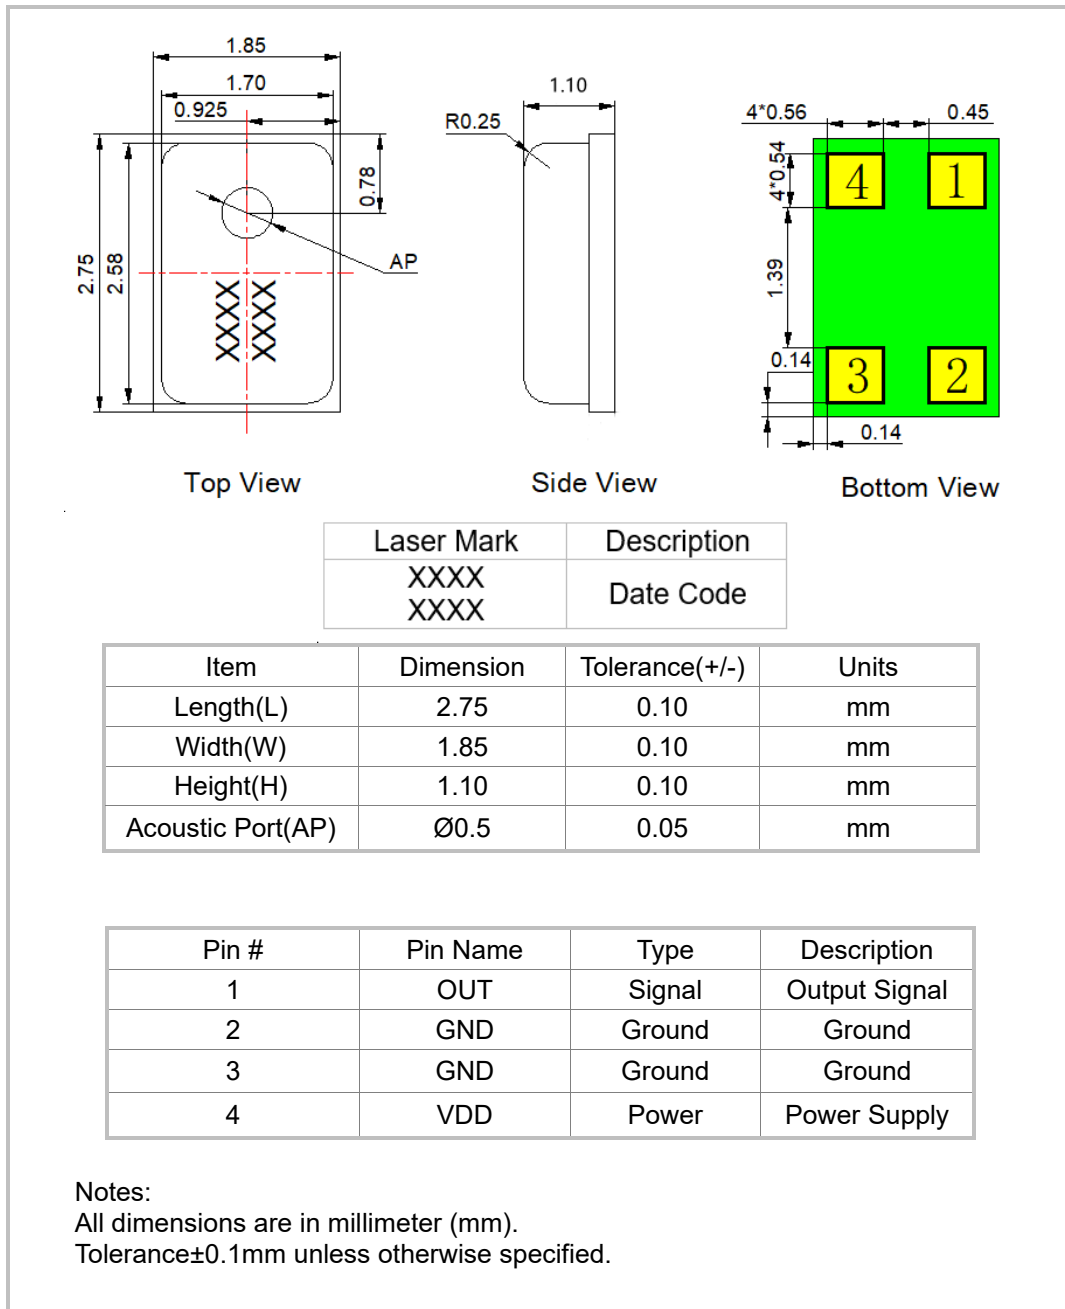 1.85
1.70
0.925
0.78
AP
2.75
2.58
XXXX
XXXX
Top View
1.10
R0.25
Side View
4*0.56
0.45
4*0.54
4
1
1.39
0.14
3
2
0.14
Bottom View
Laser Mark Description
XXXX
XXXX
Date Code
Item Dimension Tolerance(+/-) Units
Length(L) 2.75 0.10 mm
Width(W) 1.85 0.10 mm
Height(H) 1.10 0.10 mm
Acoustic Port(AP) Ø0.5 0.05 mm
Pin # Pin Name Type Description
1 OUT Signal Output Signal
2 GND Ground Ground
3 GND Ground Ground
4 VDD Power Power Supply
Notes:
All dimensions are in millimeter (mm).
Tolerance±0.1mm unless otherwise specified.